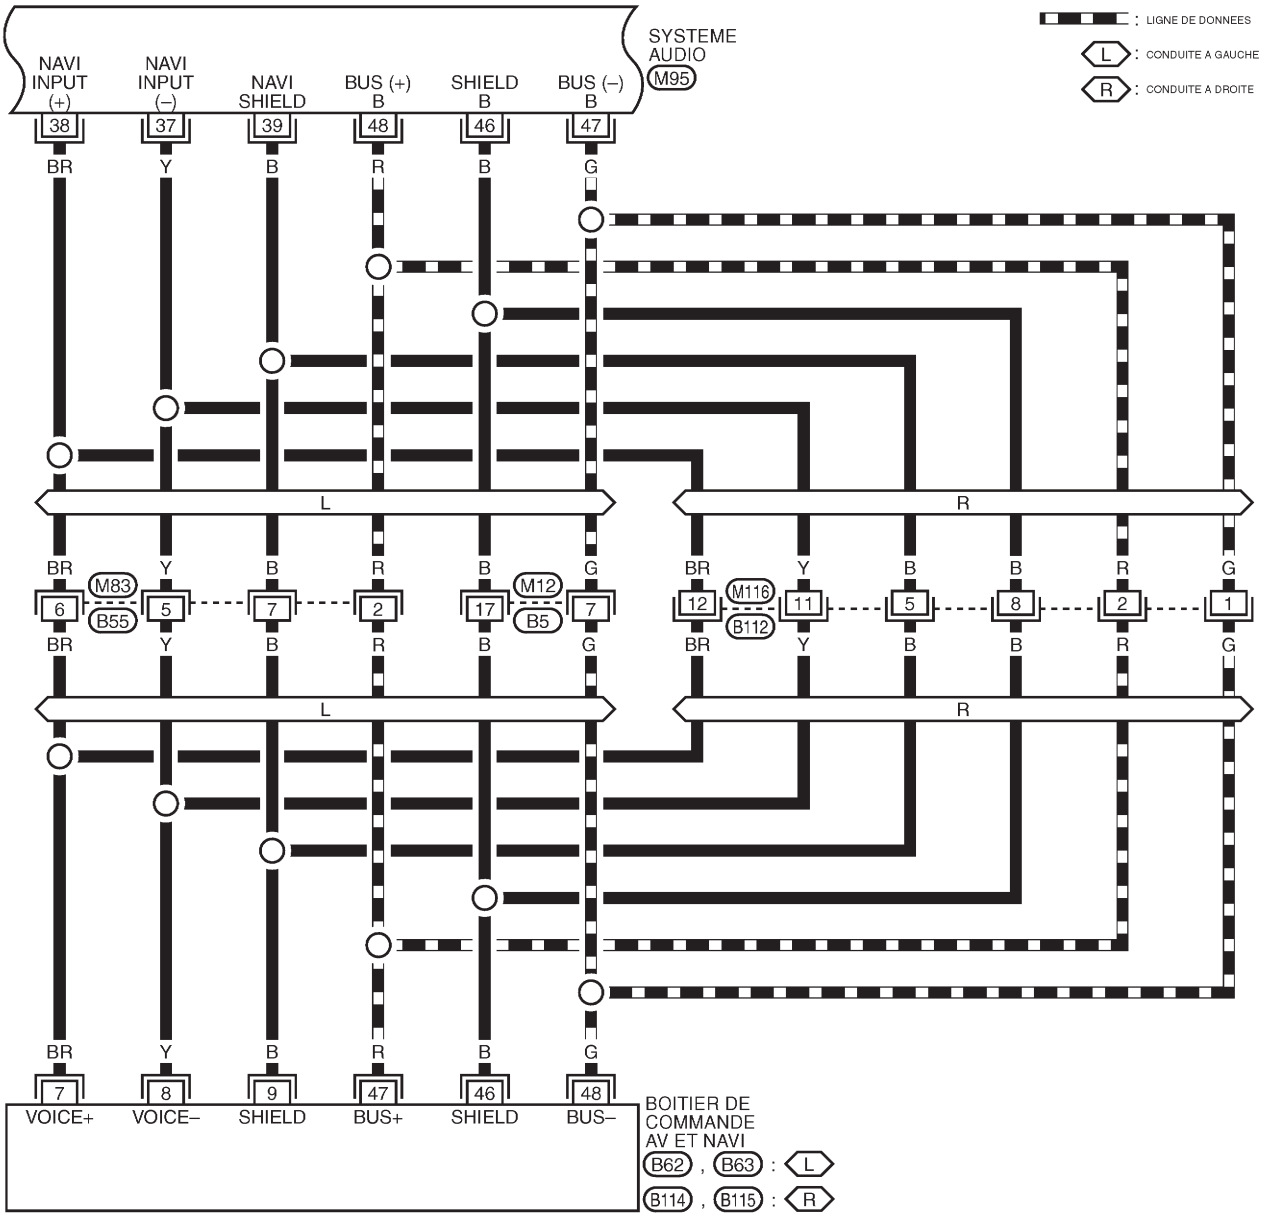 SYSTEME
AUDIO
M95
: LIGNE DE DONNEES
L : CONDUITE A GAUCHE
R : CONDUITE A DROITE
NAVI
INPUT
(+)
NAVI
INPUT
(–)
NAVI
SHIELD
BUS (+)
B
SHIELD
B
BUS (–)
B
38 37 39 48 46 47
BR Y B R B G
L R
BR Y B R B G BR Y B B R G
M83 M12 M116
6 5 7 2 17 7 12 11 5 8 2 1
B55 B5 B112
BR Y B R B G BR Y B B R G
L R
BR Y B R B G
7 8 9 47 46 48
VOICE+ VOICE– SHIELD BUS+ SHIELD BUS–
BOITIER DE
COMMANDE
AV ET NAVI
B62 , B63 : L
B114 , B115 : R